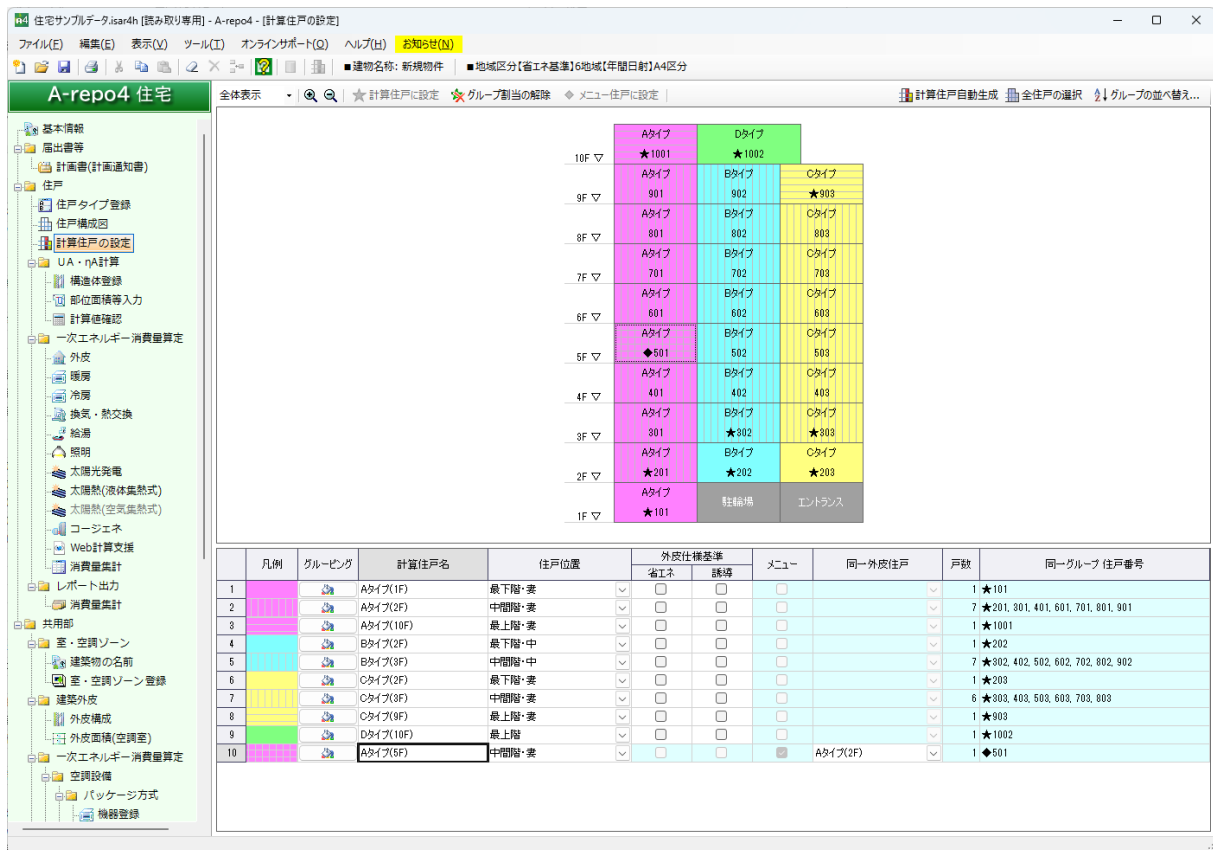 住宅サンプルデータ.isar4h [読み取り専用] - A-repo4 - [計算住戸の設定]
ファイル(F) 編集(E) 表示(V) ツール(T) オンラインサポート(O) ヘルプ(H) お知らせ(N)
■建物名称: 新規物件 ■地域区分【省エネ基準】6地域【年間日射】A4区分
A-repo4 住宅
全体表示 計算住戸に設定 グループ割当の解除 メニュー住戸に設定 計算住戸自動生成 全住戸の選択 グループの並べ替え...
基本情報
届出書等
計画書(計画通知書)
住戸
住戸タイプ登録
住戸構成図
計算住戸の設定
UA・ηA計算
構造体登録
部位面積等入力
計算値確認
一次エネルギー消費量算定
外皮
暖房
冷房
換気・熱交換
給湯
照明
太陽光発電
太陽熱(液体集熱式)
太陽熱(空気集熱式)
コージェネ
Web計算支援
消費量集計
レポート出力
消費量集計
共用部
室・空調ゾーン
建築物の名前
室・空調ゾーン登録
建築外皮
外皮構成
外皮面積(空調室)
一次エネルギー消費量算定
空調設備
パッケージ方式
機器登録
Aタイプ Dタイプ
10F ▽ ★1001 ★1002
Aタイプ Bタイプ Cタイプ
9F ▽ 901 902 ★903
Aタイプ Bタイプ Cタイプ
8F ▽ 801 802 803
Aタイプ Bタイプ Cタイプ
7F ▽ 701 702 703
Aタイプ Bタイプ Cタイプ
6F ▽ 601 602 603
Aタイプ Bタイプ Cタイプ
5F ▽ ◆501 502 503
Aタイプ Bタイプ Cタイプ
4F ▽ 401 402 403
Aタイプ Bタイプ Cタイプ
3F ▽ 301 ★302 ★303
Aタイプ Bタイプ Cタイプ
2F ▽ ★201 ★202 ★203
Aタイプ 駐輪場 エントランス
1F ▽ ★101
凡例 グルーピング 計算住戸名 住戸位置 外皮仕様基準 メニュー 同一外皮住戸 戸数 同一グループ 住戸番号
省エネ 誘導
1 Aタイプ(1F) 最下階・妻 1 ★101
2 Aタイプ(2F) 中間階・妻 7 ★201, 301, 401, 601, 701, 801, 901
3 Aタイプ(10F) 最上階・妻 1 ★1001
4 Bタイプ(2F) 最下階・中 1 ★202
5 Bタイプ(3F) 中間階・中 7 ★302, 402, 502, 602, 702, 802, 902
6 Cタイプ(2F) 最下階・妻 1 ★203
7 Cタイプ(3F) 中間階・妻 6 ★303, 403, 503, 603, 703, 803
8 Cタイプ(9F) 最上階・妻 1 ★903
9 Dタイプ(10F) 最上階 1 ★1002
10 Aタイプ(5F) 中間階・妻 Aタイプ(2F) 1 ◆501